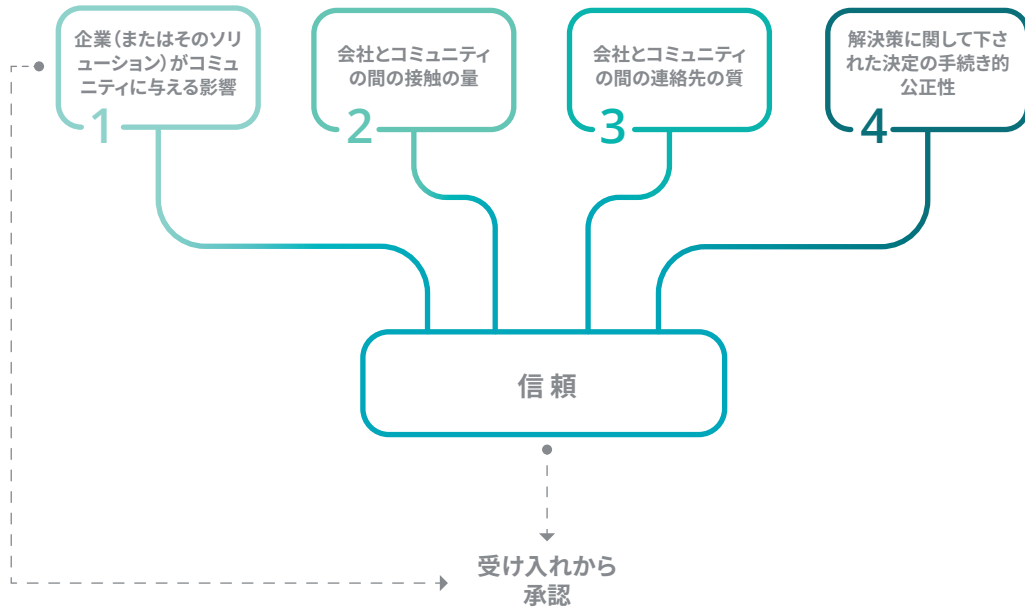 企業（またはそのソリ
ューション）がコミュ
ニティに与える影響
1
会社とコミュニティ
の間の接触の量
2
会社とコミュニティ
の間の連絡先の質
3
解決策に関して下さ
れた決定の手続き的
公正性
4
信頼
受け入れから
承認